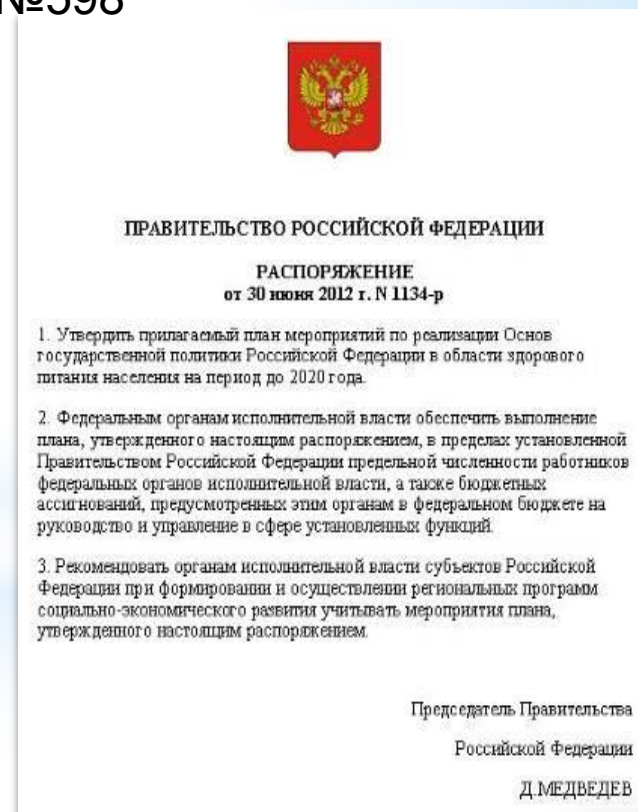 №598
ПРАВИТЕЛЬСТВО РОССИЙСКОЙ ФЕДЕРАЦИИ
РАСПОРЯЖЕНИЕ
от 30 июня 2012 г. N 1134-р
1. Утвердить прилагаемый план мероприятий по реализации Основ
государственной политики Российской Федерации в области здорового
питания населения на период до 2020 года.
2. Федеральным органам исполнительной власти обеспечить выполнение
плана, утвержденного настоящим распоряжением, в пределах установленной
Правительством Российской Федерации предельной численности работников
федеральных органов исполнительной власти, а также бюджетных
ассигнований, предусмотренных этим органам в федеральном бюджете на
руководство и управление в сфере установленных функций.
3. Рекомендовать органам исполнительной власти субъектов Российской
Федерации при формировании и осуществлении региональных программ
социально-экономического развития учитывать мероприятия плана,
утвержденного настоящим распоряжением.
Председатель Правительства
Российской Федерации
Д.МЕДВЕДЕВ